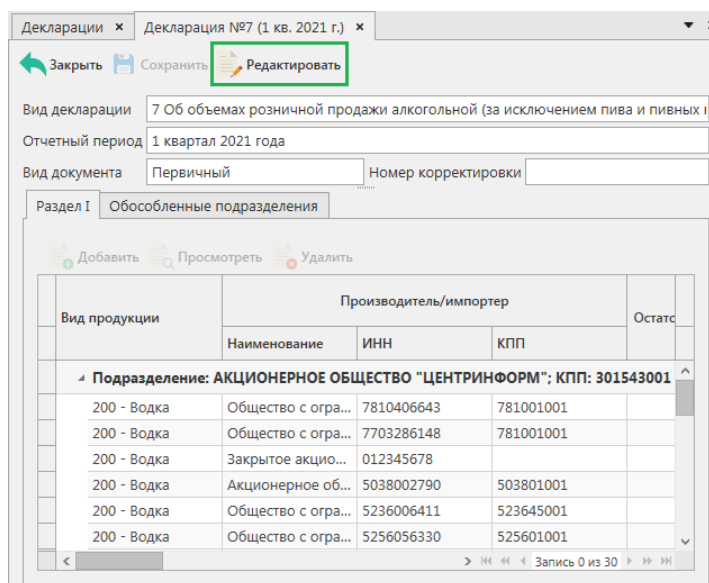 Декларации × Декларация №7 (1 кв. 2021 г.) ×
Закрыть Сохранить Редактировать
Вид декларации 7 Об объемах розничной продажи алкогольной (за исключением пива и пивных
Отчетный период 1 квартал 2021 года
Вид документа Первичный Номер корректировки
Раздел I Обособленные подразделения
Добавить Просмотреть Удалить
Вид продукции Производитель/импортер Остатс
Наименование ИНН КПП
Подразделение: АКЦИОНЕРНОЕ ОБЩЕСТВО "ЦЕНТРИНФОРМ"; КПП: 301543001
200 - Водка Общество с огра... 7810406643 781001001
200 - Водка Общество с огра... 7703286148 781001001
200 - Водка Закрытое акцио... 012345678
200 - Водка Акционерное об... 5038002790 503801001
200 - Водка Общество с огра... 5236006411 523645001
200 - Водка Общество с огра... 5256056330 525601001
Запись 0 из 30